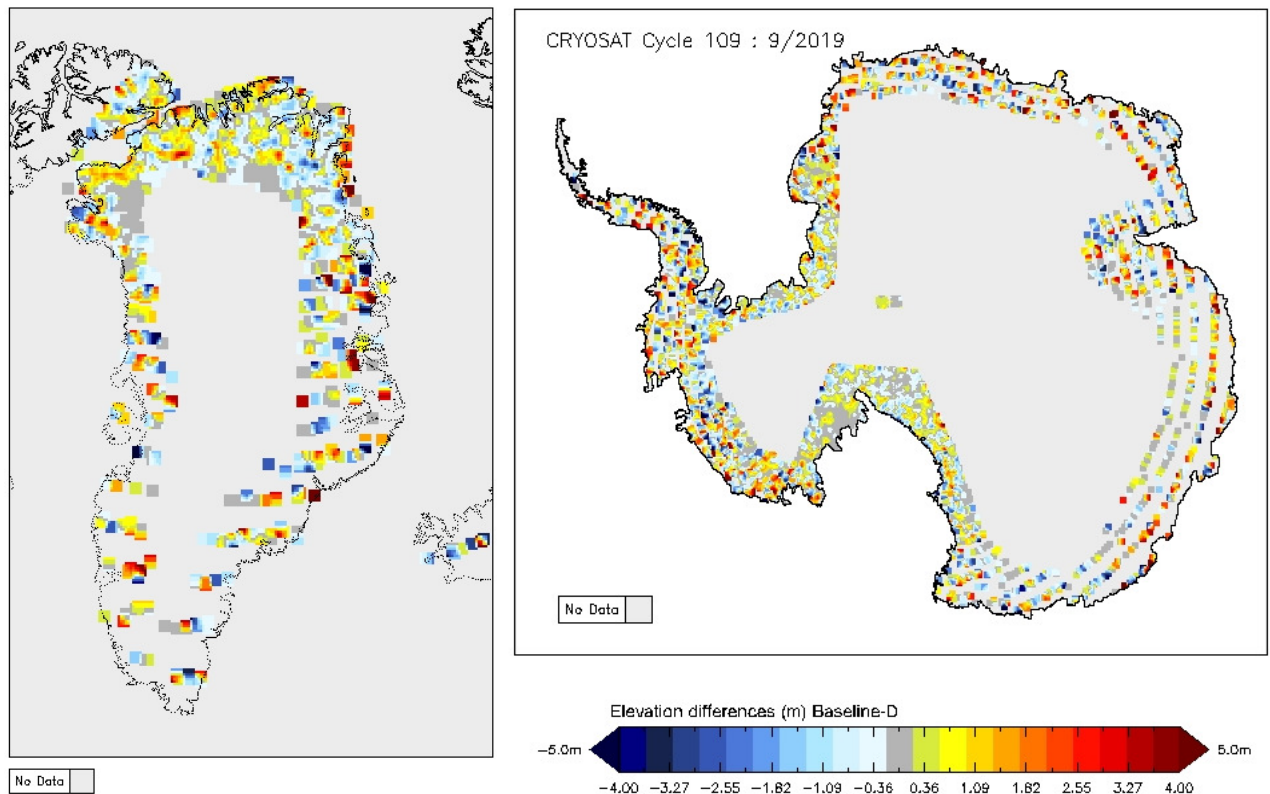 CRYOSAT Cycle 109 : 9/2019
No Data
Elevation differences (m) Baseline-D
-5.0m 5.0m
-4.00 -3.27 -2.55 -1.82 -1.09 -0.36 0.36 1.09 1.82 2.55 3.27 4.00
No Data